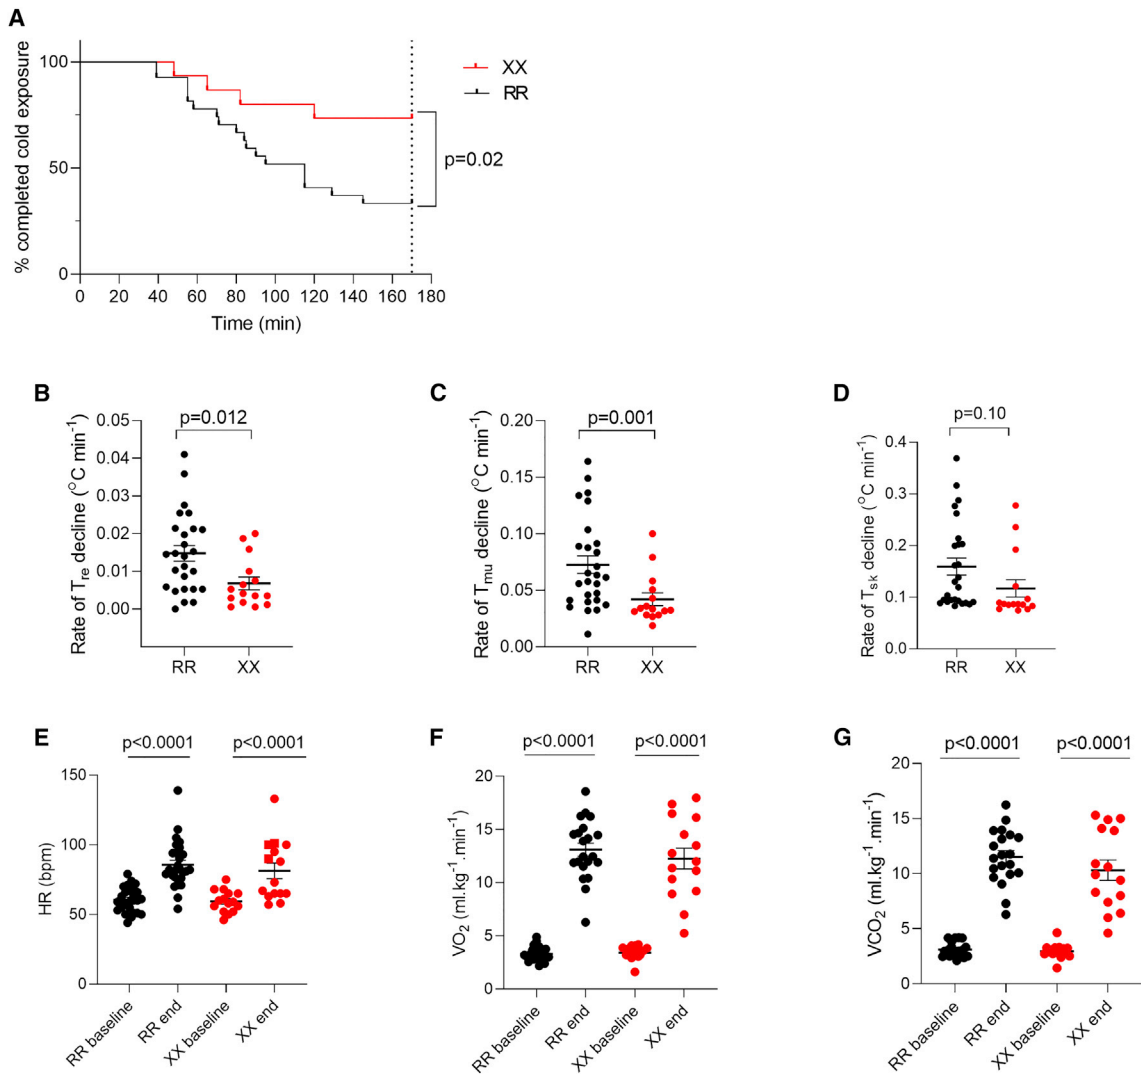 A
% completed cold exposure
100
50
0
0 20 40 60 80 100 120 140 160 180
Time (min)
XX
RR
p=0.02
B
Rate of Tre decline (°C min⁻¹)
p=0.012
0.05
0.04
0.03
0.02
0.01
0.00
RR XX
C
Rate of Tmu decline (°C min⁻¹)
p=0.001
0.20
0.15
0.10
0.05
0.00
RR XX
D
Rate of Tsk decline (°C min⁻¹)
p=0.10
0.4
0.3
0.2
0.1
0.0
RR XX
E
HR (bpm)
p<0.0001 p<0.0001
150
100
50
0
RR baseline
RR end
XX baseline
XX end
F
VO₂ (ml.kg⁻¹.min⁻¹)
p<0.0001 p<0.0001
20
15
10
5
0
RR baseline
RR end
XX baseline
XX end
G
VCO₂ (ml.kg⁻¹.min⁻¹)
p<0.0001 p<0.0001
20
15
10
5
0
RR baseline
RR end
XX baseline
XX end